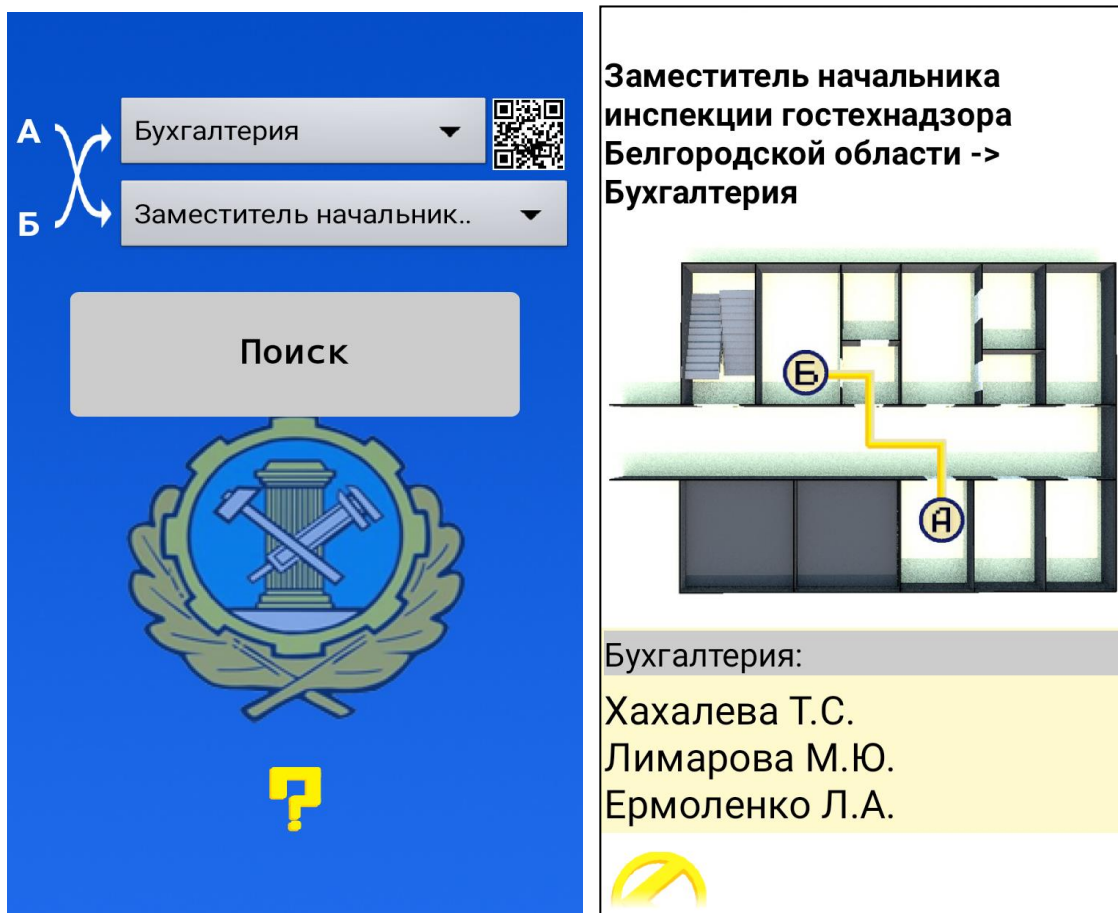 А
Бухгалтерия
Б
Заместитель начальник..
Поиск
?
Заместитель начальника
инспекции гостехнадзора
Белгородской области ->
Бухгалтерия
Б
А
Бухгалтерия:
Хахалева Т.С.
Лимарова М.Ю.
Ермоленко Л.А.